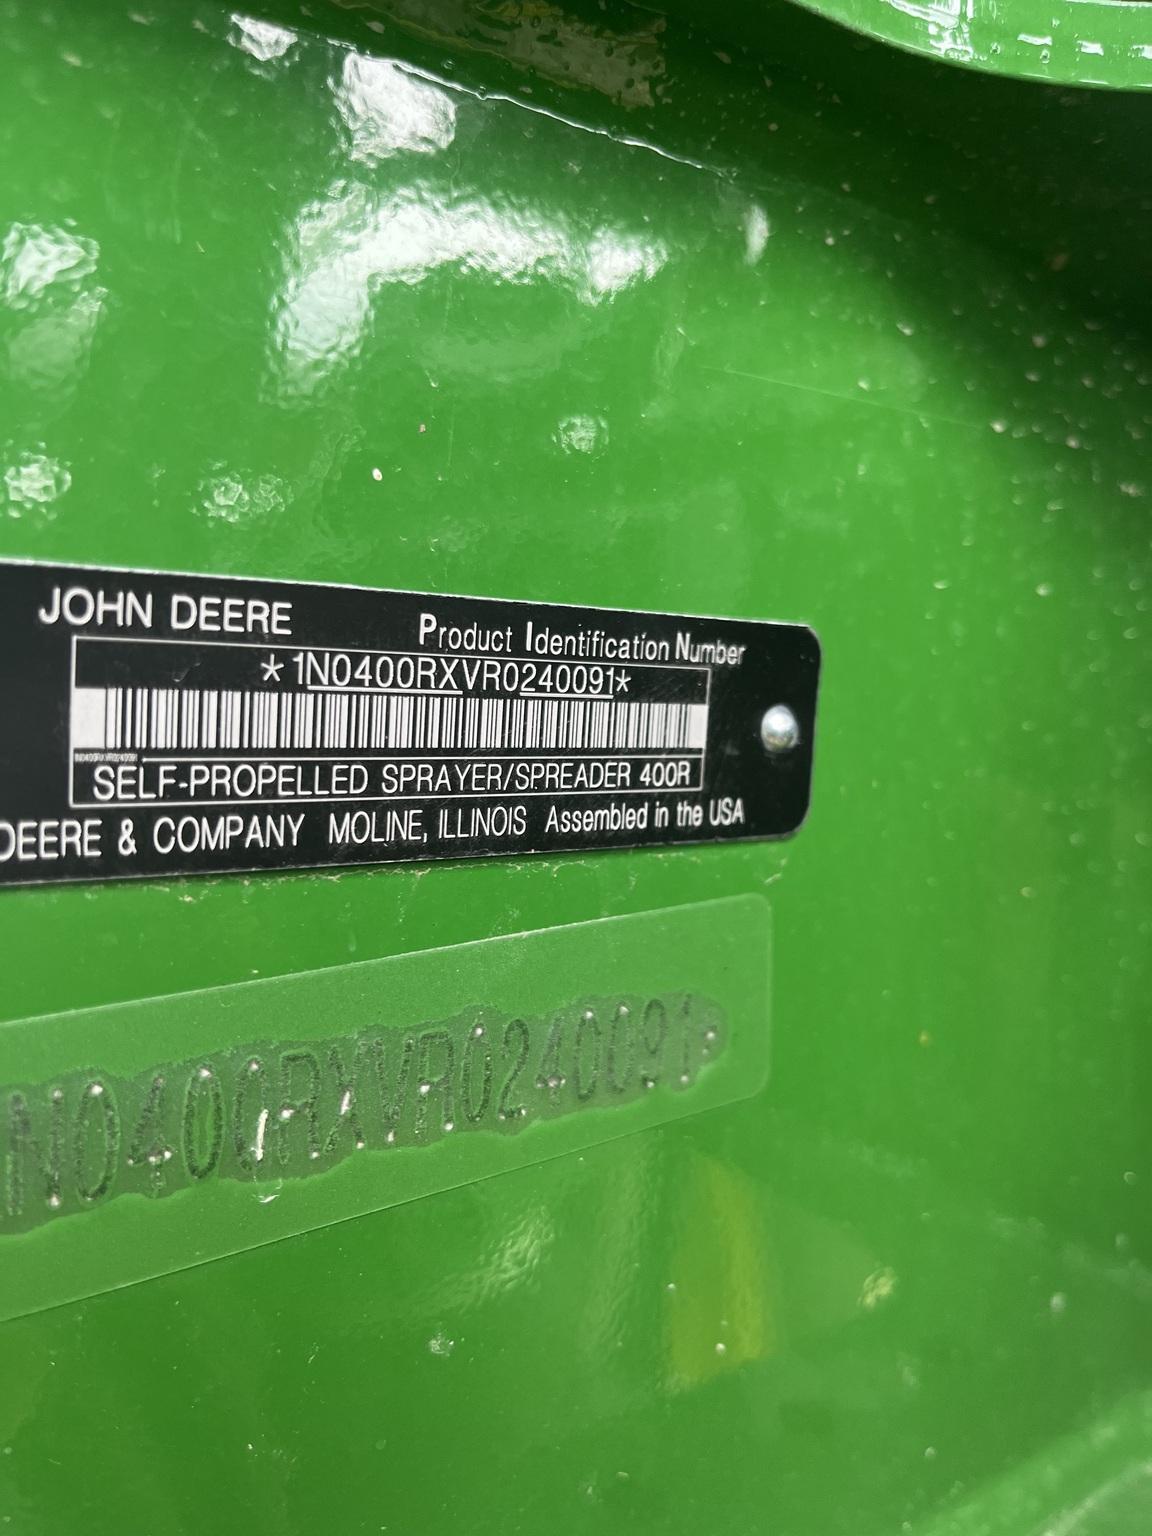 JOHN DEERE
Product Identification Number
*1N0400RXVR0240091*
SELF-PROPELLED SPRAYER/SPREADER 400R
DEERE & COMPANY MOLINE, ILLINOIS Assembled in the USA
1N0400RXVR0240091